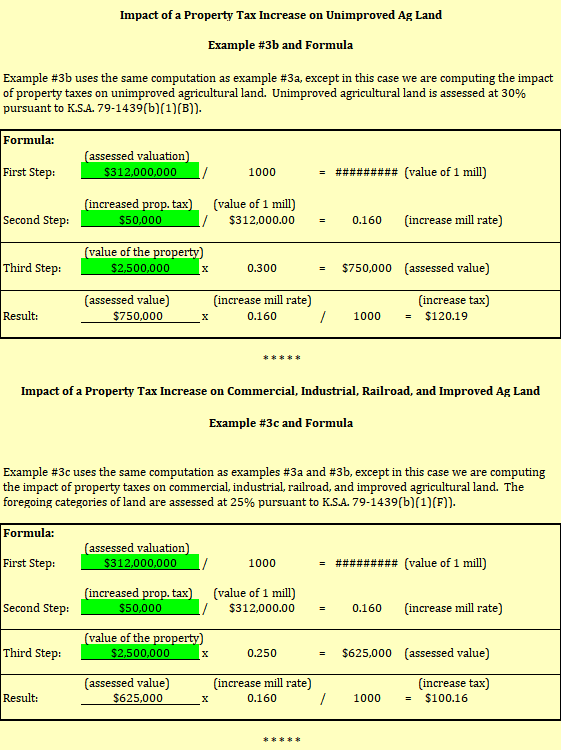 Impact of a Property Tax Increase on Unimproved Ag Land
Example #3b and Formula
Example #3b uses the same computation as example #3a, except in this case we are computing the impact
of property taxes on unimproved agricultural land.  Unimproved agricultural land is assessed at 30%
pursuant to K.S.A. 79-1439(b)(1)(B)).
Formula:
(assessed valuation)
First Step: $312,000,000 / 1000 = ######### (value of 1 mill)
(increased prop. tax) (value of 1 mill)
Second Step: $50,000 / $312,000.00 = 0.160 (increase mill rate)
(value of the property)
Third Step: $2,500,000 x 0.300 = $750,000 (assessed value)
(assessed value) (increase mill rate) (increase tax)
Result: $750,000 x 0.160 / 1000 = $120.19
*****
Impact of a Property Tax Increase on Commercial, Industrial, Railroad, and Improved Ag Land
Example #3c and Formula
Example #3c uses the same computation as examples #3a and #3b, except in this case we are computing
the impact of property taxes on commercial, industrial, railroad, and improved agricultural land.  The
foregoing categories of land are assessed at 25% pursuant to K.S.A. 79-1439(b)(1)(F)).
Formula:
(assessed valuation)
First Step: $312,000,000 / 1000 = ######### (value of 1 mill)
(increased prop. tax) (value of 1 mill)
Second Step: $50,000 / $312,000.00 = 0.160 (increase mill rate)
(value of the property)
Third Step: $2,500,000 x 0.250 = $625,000 (assessed value)
(assessed value) (increase mill rate) (increase tax)
Result: $625,000 x 0.160 / 1000 = $100.16
*****